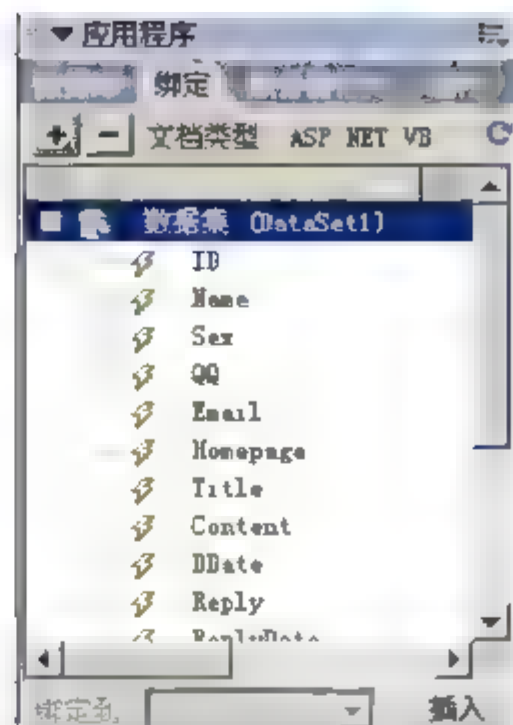 应用程序
绑定
文档类型 ASP NET VB
数据集 (DataSet1)
ID
Name
Sex
QQ
Email
Homepage
Title
Content
DDate
Reply
ReplyDate
绑定到
插入